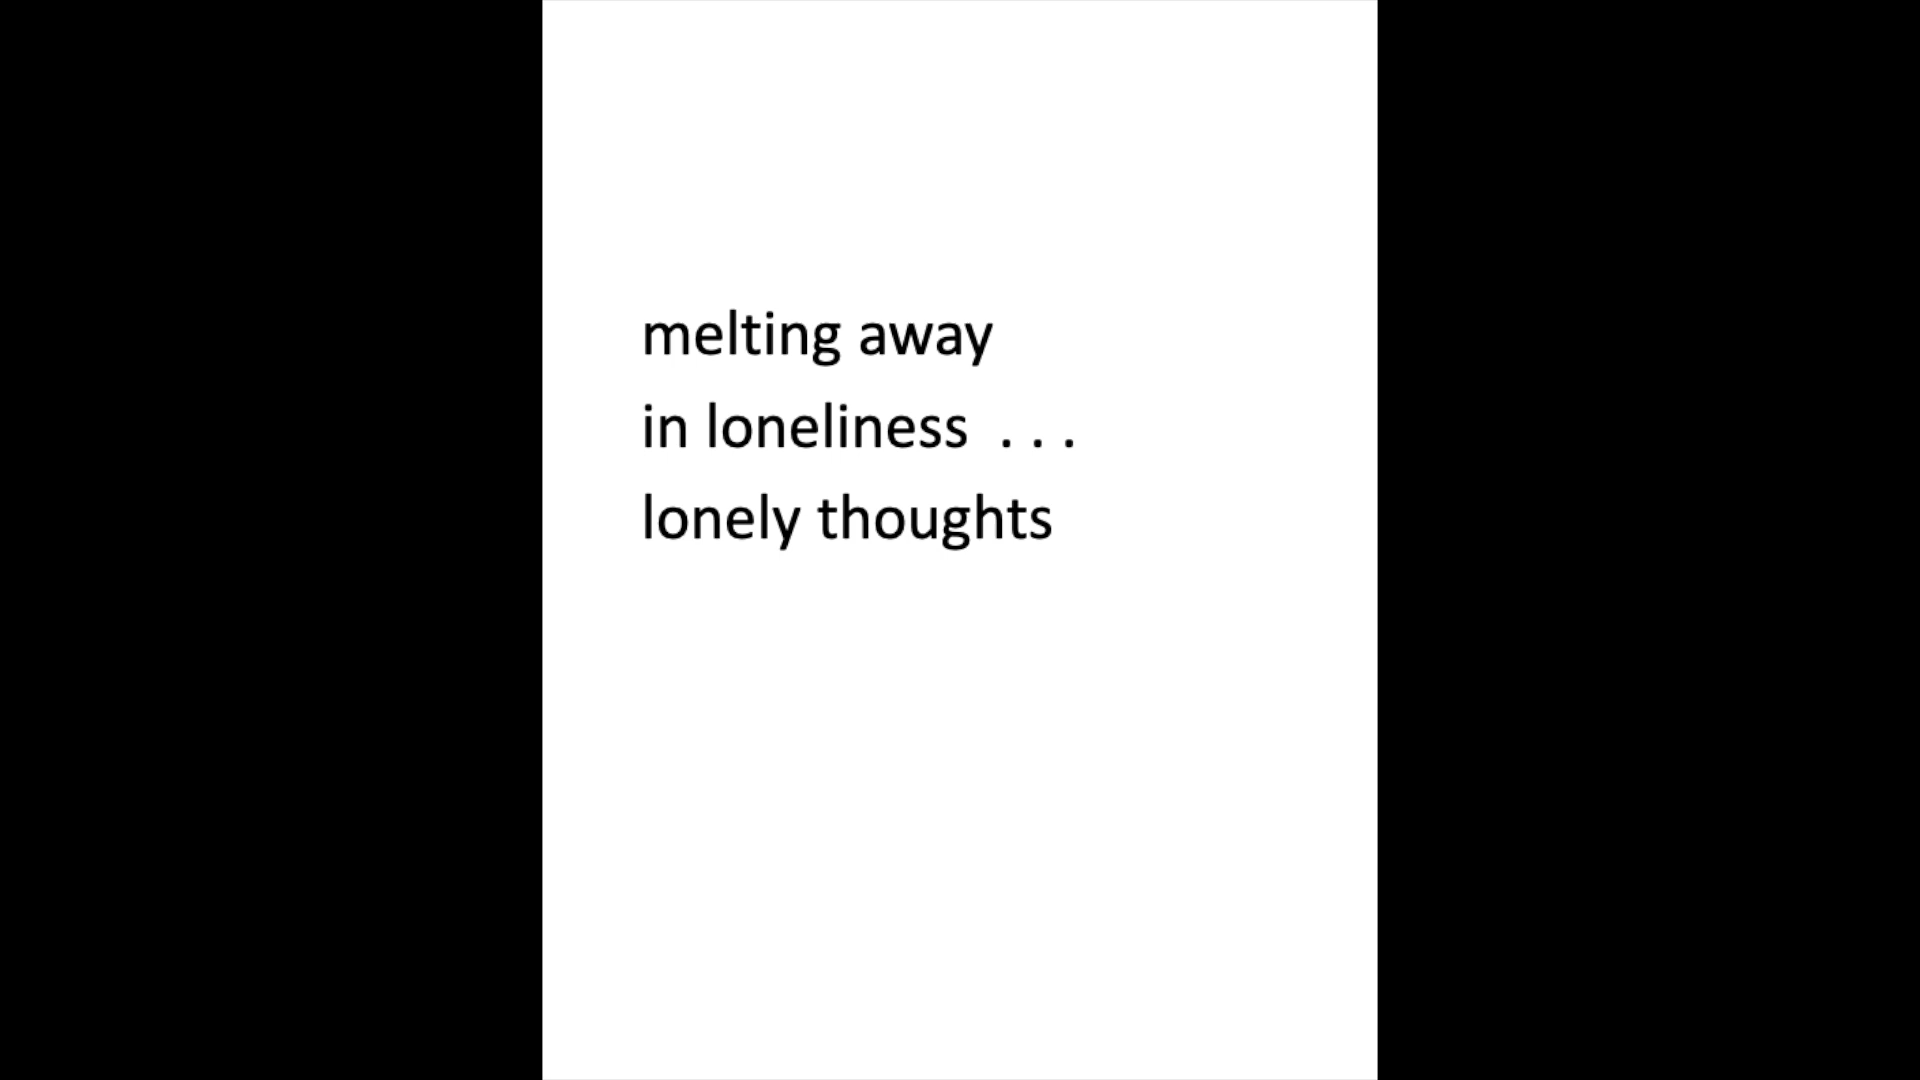 melting away
in loneliness  . . .
lonely thoughts